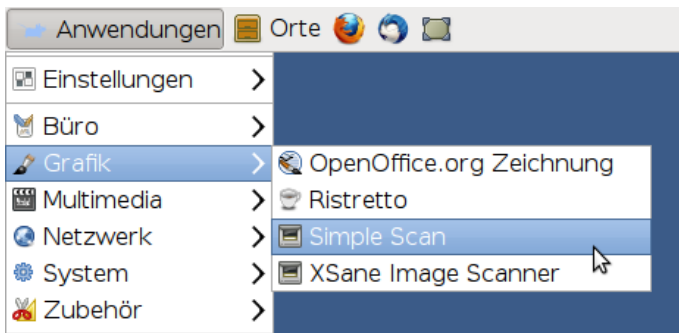 Anwendungen Orte
Einstellungen
Büro
Grafik
Multimedia
Netzwerk
System
Zubehör
OpenOffice.org Zeichnung
Ristretto
Simple Scan
XSane Image Scanner